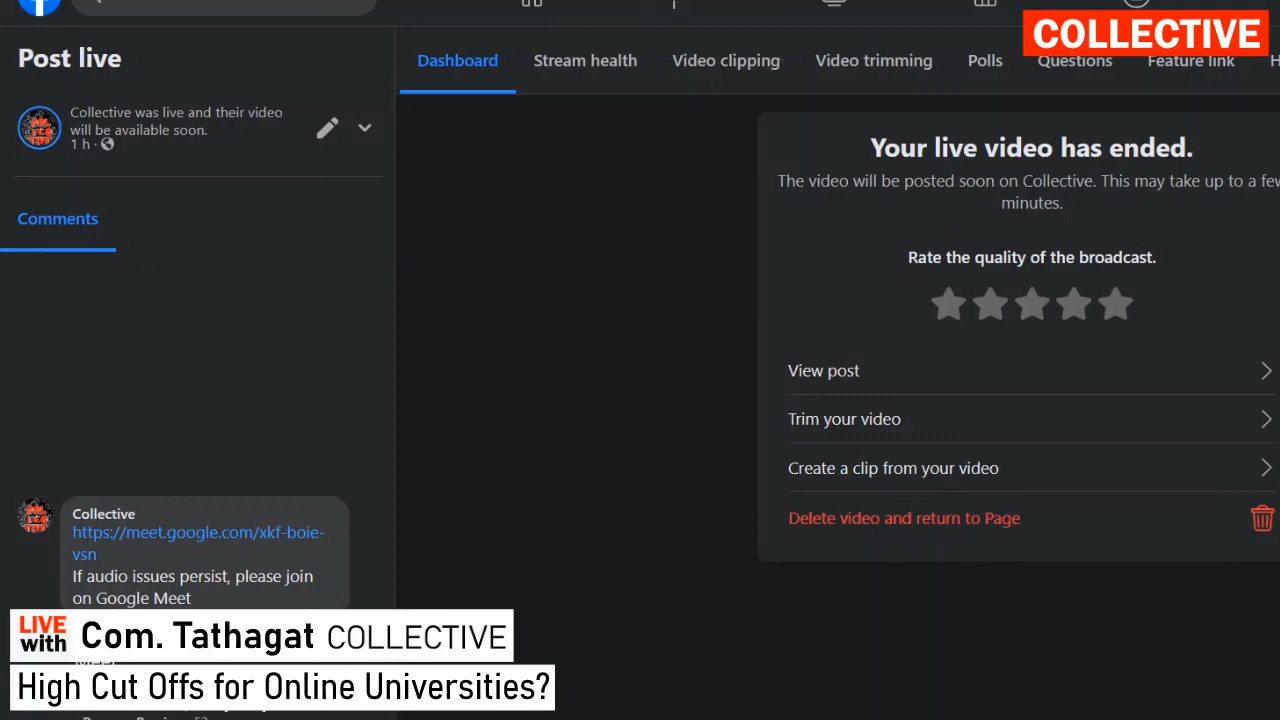 COLLECTIVE
Post live
Dashboard Stream health Video clipping Video trimming Polls Questions Feature link
Collective was live and their video
will be available soon.
1 h ·
Comments
Your live video has ended.
The video will be posted soon on Collective. This may take up to a few
minutes.
Rate the quality of the broadcast.
View post
Trim your video
Create a clip from your video
Delete video and return to Page
Collective
https://meet.google.com/xkf-boie-
vsn
If audio issues persist, please join
on Google Meet
LIVE with Com. Tathagat COLLECTIVE
High Cut Offs for Online Universities?